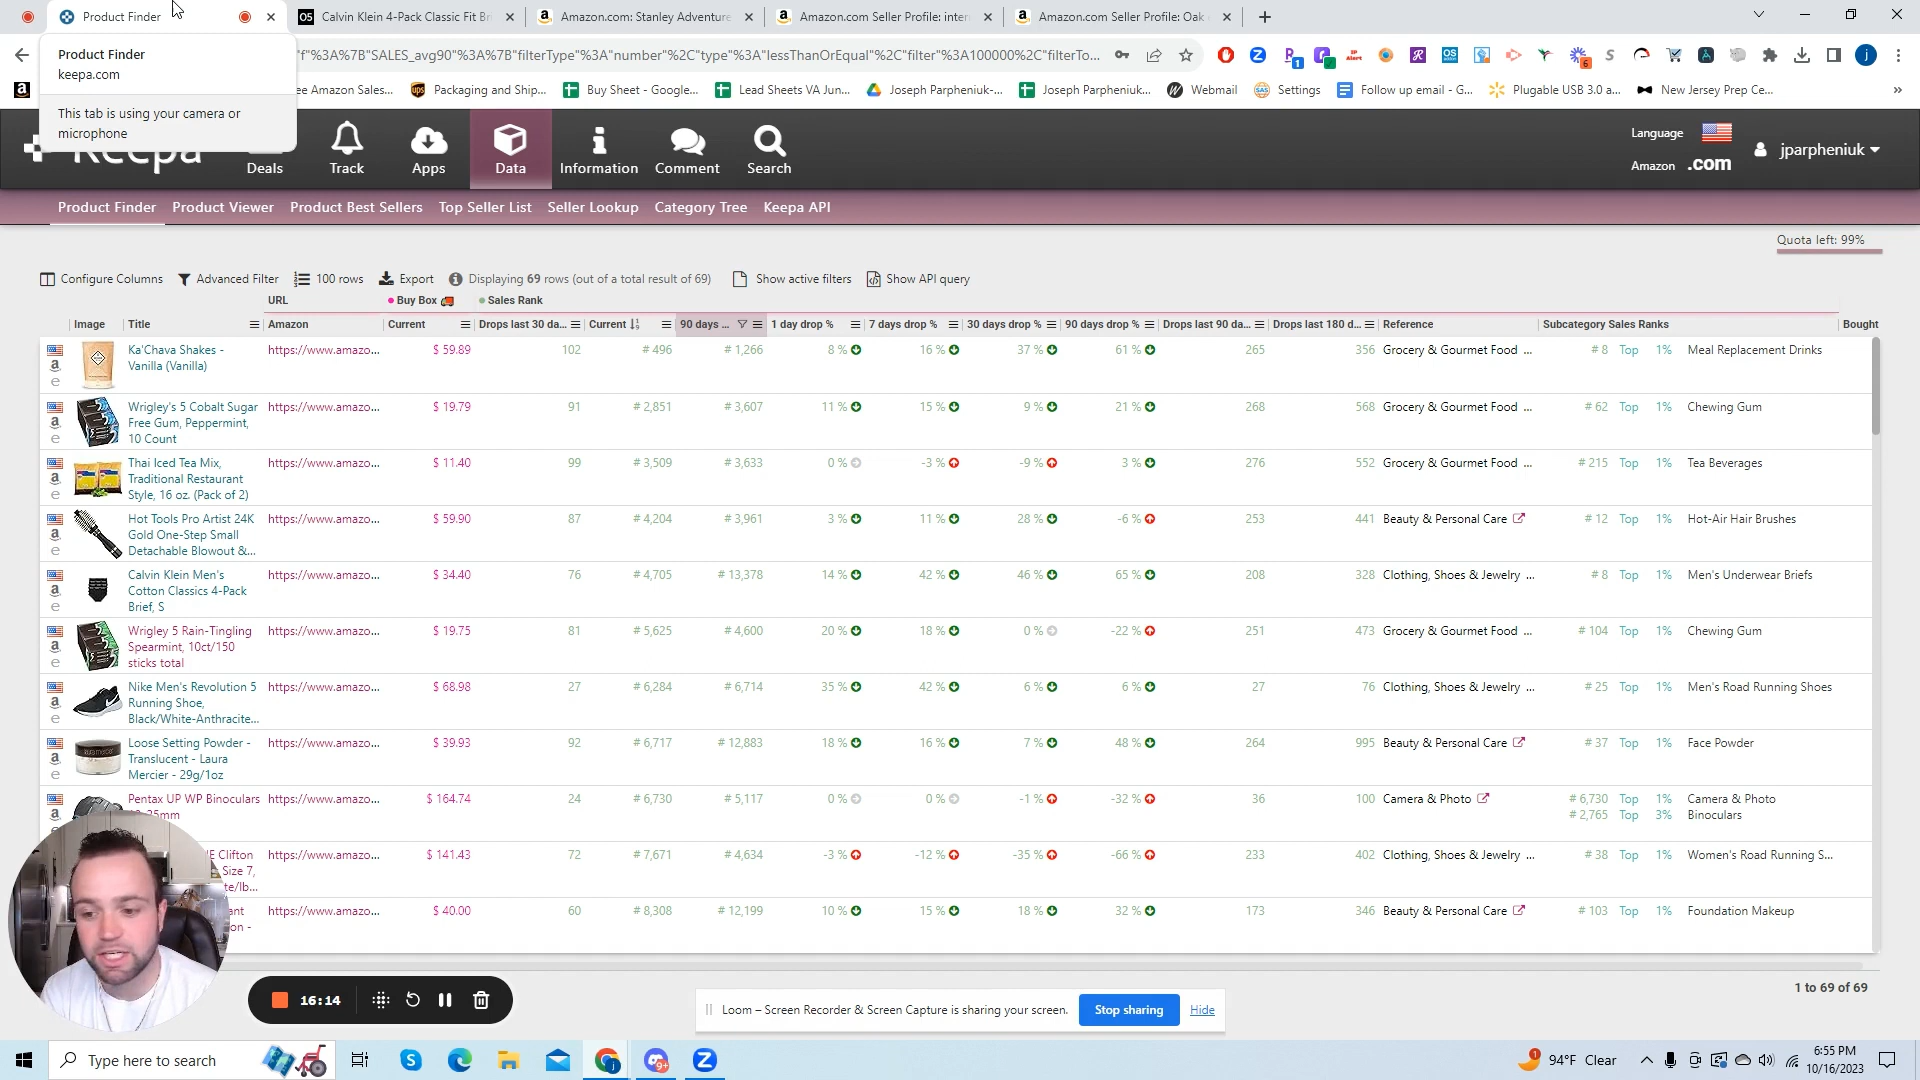 Product Finder
Calvin Klein 4-Pack Classic Fit Br
Amazon.com: Stanley Adventure
Amazon.com Seller Profile: inter
Amazon.com Seller Profile: Oak
f"%3A%7B"SALES_avg90"%3A%7B"filterType"%3A"number"%2C"type"%3A"lessThanOrEqual"%2C"filter"%3A100000%2C"filterTo...
Product Finder
keepa.com
This tab is using your camera or
microphone
ee Amazon Sales...
Packaging and Ship...
Buy Sheet - Google...
Lead Sheets VA Jun...
Joseph Parpheniuk-...
Joseph Parpheniuk...
Webmail
Settings
Follow up email - G...
Plugable USB 3.0 a...
New Jersey Prep Ce...
Keepa
Deals
Track
Apps
Data
Information
Comment
Search
Language
Amazon .com
jparpheniuk
Product Finder
Product Viewer
Product Best Sellers
Top Seller List
Seller Lookup
Category Tree
Keepa API
Quota left: 99%
Configure Columns
Advanced Filter
100 rows
Export
Displaying 69 rows (out of a total result of 69)
Show active filters
Show API query
URL Buy Box Sales Rank
Image Title Amazon Current Drops last 30 da... Current 90 days ... 1 day drop % 7 days drop % 30 days drop % 90 days drop % Drops last 90 da... Drops last 180 d... Reference Subcategory Sales Ranks Bought
Ka'Chava Shakes - https://www.amazo... $ 59.89 102 # 496 # 1,266 8 % 16 % 37 % 61 % 265 356 Grocery & Gourmet Food ... # 8 Top 1% Meal Replacement Drinks
Vanilla (Vanilla)
Wrigley's 5 Cobalt Sugar https://www.amazo... $ 19.79 91 # 2,851 # 3,607 11 % 15 % 9 % 21 % 268 568 Grocery & Gourmet Food ... # 62 Top 1% Chewing Gum
Free Gum, Peppermint,
10 Count
Thai Iced Tea Mix, https://www.amazo... $ 11.40 99 # 3,509 # 3,633 0 % -3 % -9 % 3 % 276 552 Grocery & Gourmet Food ... # 215 Top 1% Tea Beverages
Traditional Restaurant
Style, 16 oz. (Pack of 2)
Hot Tools Pro Artist 24K https://www.amazo... $ 59.90 87 # 4,204 # 3,961 3 % 11 % 28 % -6 % 253 441 Beauty & Personal Care # 12 Top 1% Hot-Air Hair Brushes
Gold One-Step Small
Detachable Blowout &...
Calvin Klein Men's https://www.amazo... $ 34.40 76 # 4,705 # 13,378 14 % 42 % 46 % 65 % 208 328 Clothing, Shoes & Jewelry ... # 8 Top 1% Men's Underwear Briefs
Cotton Classics 4-Pack
Brief, S
Wrigley 5 Rain-Tingling https://www.amazo... $ 19.75 81 # 5,625 # 4,600 20 % 18 % 0 % -22 % 251 473 Grocery & Gourmet Food ... # 104 Top 1% Chewing Gum
Spearmint, 10ct/150
sticks total
Nike Men's Revolution 5 https://www.amazo... $ 68.98 27 # 6,284 # 6,714 35 % 42 % 6 % 6 % 27 76 Clothing, Shoes & Jewelry ... # 25 Top 1% Men's Road Running Shoes
Running Shoe,
Black/White-Anthracite...
Loose Setting Powder - https://www.amazo... $ 39.93 92 # 6,717 # 12,883 18 % 16 % 7 % 48 % 264 995 Beauty & Personal Care # 37 Top 1% Face Powder
Translucent - Laura
Mercier - 29g/1oz
Pentax UP WP Binoculars https://www.amazo... $ 164.74 24 # 6,730 # 5,117 0 % 0 % -1 % -32 % 36 100 Camera & Photo # 6,730 Top 1% Camera & Photo
25mm # 2,765 Top 3% Binoculars
E Clifton https://www.amazo... $ 141.43 72 # 7,671 # 4,634 -3 % -12 % -35 % -66 % 233 402 Clothing, Shoes & Jewelry ... # 38 Top 1% Women's Road Running S...
Size 7,
te/lb...
ant https://www.amazo... $ 40.00 60 # 8,308 # 12,199 10 % 15 % 18 % 32 % 173 346 Beauty & Personal Care # 103 Top 1% Foundation Makeup
on -
16:14
Loom – Screen Recorder & Screen Capture is sharing your screen.
Stop sharing
Hide
1 to 69 of 69
Type here to search
94°F Clear
6:55 PM
10/16/2023